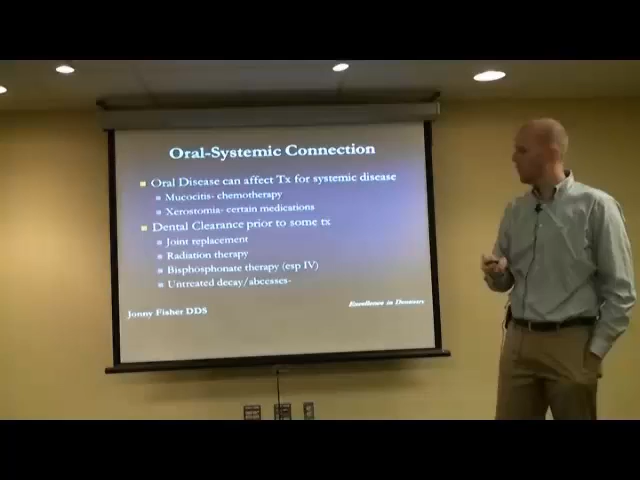 Oral-Systemic Connection
Oral Disease can affect Tx for systemic disease
Mucocitis- chemotherapy
Xerostomia- certain medications
Dental Clearance prior to some tx
Joint replacement
Radiation therapy
Bisphosphonate therapy (esp IV)
Untreated decay/abcesses-
Jonny Fisher DDS
Excellence in Dentistry